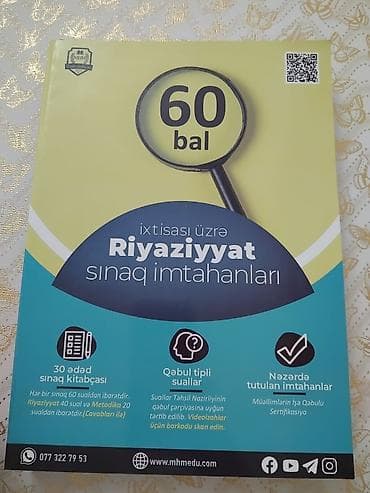 60
bal
ixtisası üzrə
Riyaziyyat
sınaq imtahanları
30 ədəd
sınaq kitabçası
Hər bir sınaq 60 sualdan ibarətdir.
Riyaziyyat 40 sual və Metodika 20
sualdan ibarətdir.(Cavabları ilə)
Qəbul tipli
suallar
Suallar Təhsil Nazirliyinin
qəbul çərçivəsinə uyğun
tərtib edilib. Videoizahlar
üçün barkodu skan edin.
Nəzərdə
tutulan imtahanlar
Müəllimlərin İşə Qəbulu
Sertifikasiya
077 322 79 53
www.mhmedu.com